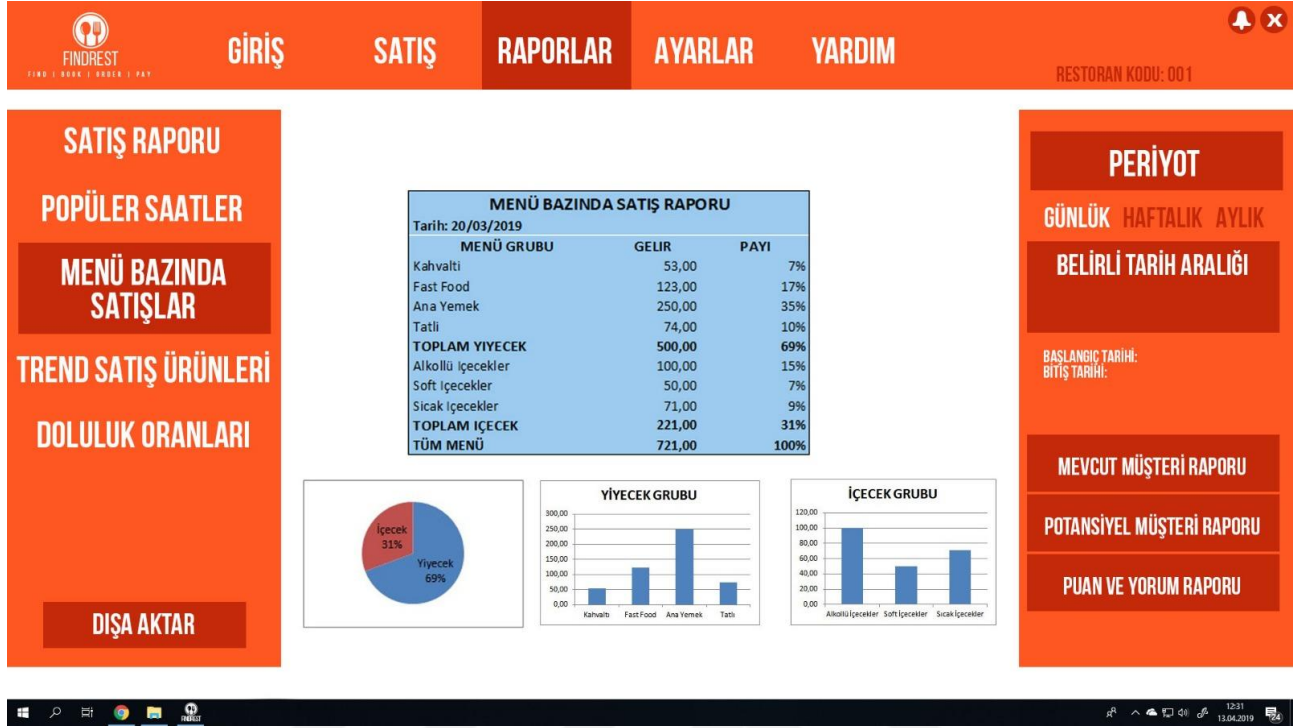 FINDREST
FIND | BOOK | ORDER | PAY
GİRİŞ
SATIŞ
RAPORLAR
AYARLAR
YARDIM
RESTORAN KODU: 001
SATIŞ RAPORU
POPÜLER SAATLER
MENÜ BAZINDA
SATIŞLAR
TREND SATIŞ ÜRÜNLERİ
DOLULUK ORANLARI
DIŞA AKTAR
MENÜ BAZINDA SATIŞ RAPORU
Tarih: 20/03/2019
MENÜ GRUBU GELIR PAYI
Kahvalti 53,00 7%
Fast Food 123,00 17%
Ana Yemek 250,00 35%
Tatli 74,00 10%
TOPLAM YIYECEK 500,00 69%
Alkollü Içecekler 100,00 15%
Soft Içecekler 50,00 7%
Sicak Içecekler 71,00 9%
TOPLAM IÇECEK 221,00 31%
TÜM MENÜ 721,00 100%
İçecek
31%
Yiyecek
69%
YİYECEK GRUBU
300,00
250,00
200,00
150,00
100,00
50,00
0,00
Kahvaltı Fast Food Ana Yemek Tatlı
İÇECEK GRUBU
120,00
100,00
80,00
60,00
40,00
20,00
0,00
Alkollü İçecekler Soft İçecekler Sıcak İçecekler
PERİYOT
GÜNLÜK HAFTALIK AYLIK
BELİRLİ TARİH ARALIĞI
BAŞLANGIÇ TARİHİ:
BİTİŞ TARİHİ:
MEVCUT MÜŞTERİ RAPORU
POTANSİYEL MÜŞTERİ RAPORU
PUAN VE YORUM RAPORU
FINDREST
12:31
13.04.2019
24